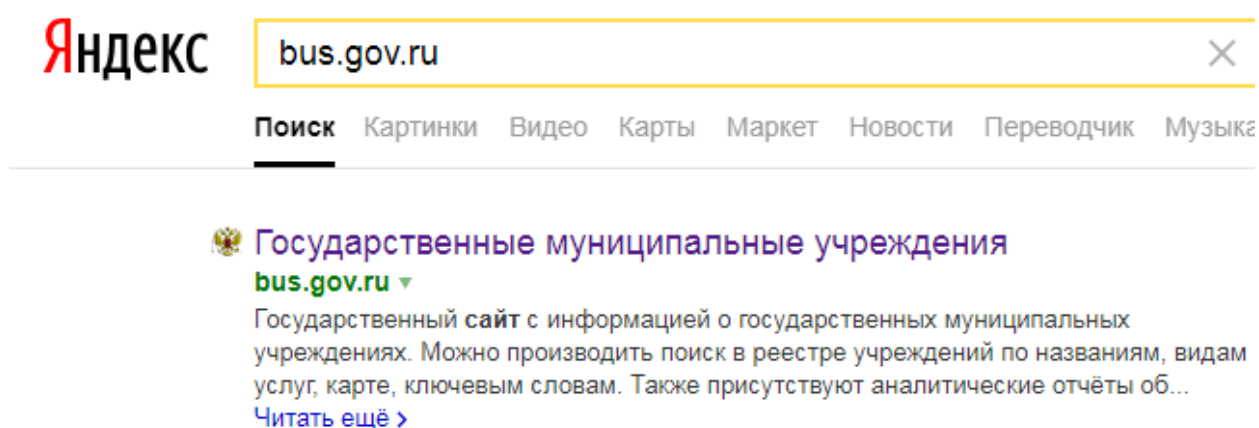 Яндекс
bus.gov.ru
Поиск Картинки Видео Карты Маркет Новости Переводчик Музыка
Государственные муниципальные учреждения
bus.gov.ru
Государственный сайт с информацией о государственных муниципальных
учреждениях. Можно производить поиск в реестре учреждений по названиям, видам
услуг, карте, ключевым словам. Также присутствуют аналитические отчёты об...
Читать ещё >